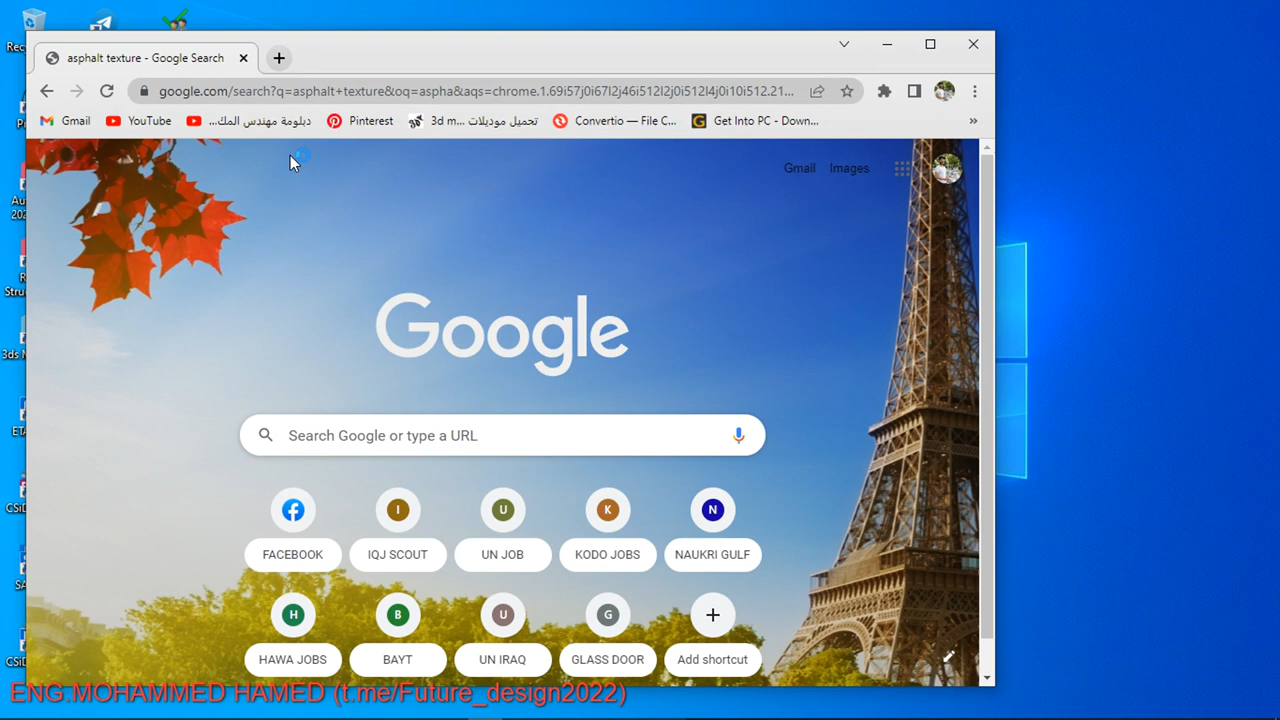 asphalt texture - Google Search
google.com/search?q=asphalt+texture&oq=aspha&aqs=chrome.1.69i57j0i67l2j46i512l2j0i512l4j0i10i512.21...
Gmail
YouTube
دبلومة مهندس المك...
Pinterest
3d m... تحميل موديلات
Convertio — File C...
Get Into PC - Down...
»
Gmail Images
Google
Search Google or type a URL
FACEBOOK
I
IQJ SCOUT
U
UN JOB
K
KODO JOBS
N
NAUKRI GULF
H
HAWA JOBS
B
BAYT
U
UN IRAQ
G
GLASS DOOR
Add shortcut
ENG.MOHAMMED HAMED (t.me/Future_design2022)